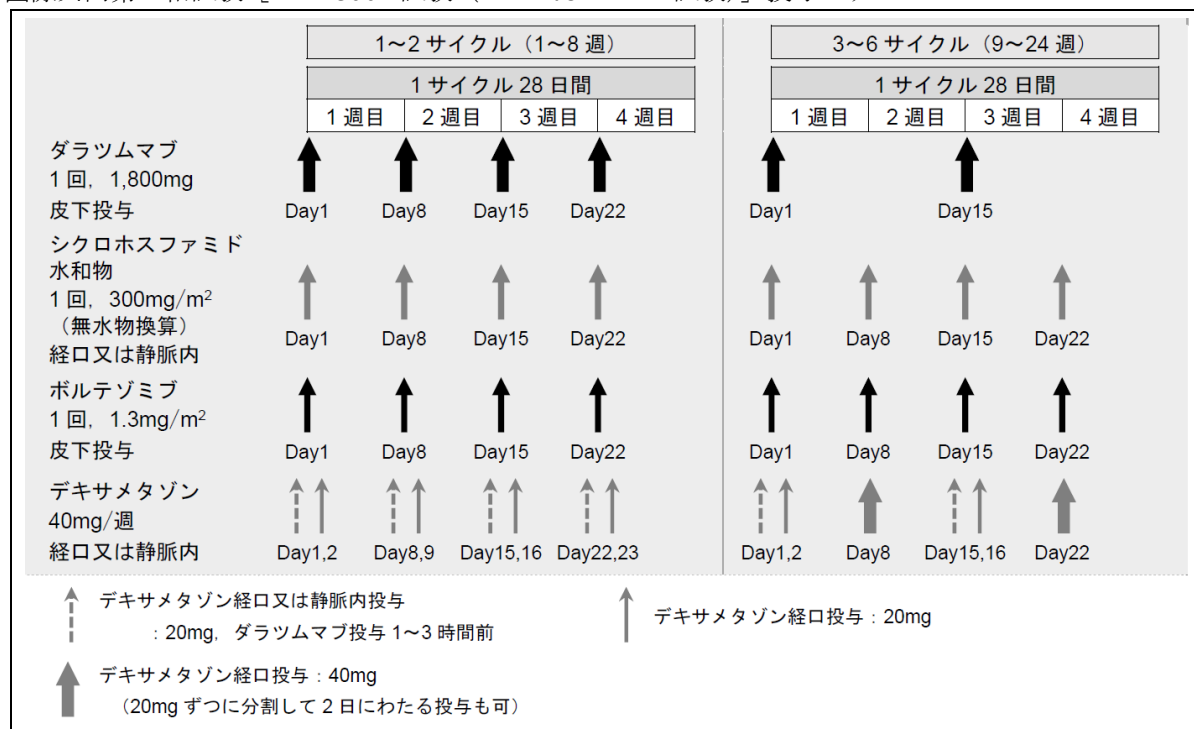 1～2 サイクル（1～8 週） 3～6 サイクル（9～24 週）
1 サイクル 28 日間 1 サイクル 28 日間
1 週目 2 週目 3 週目 4 週目 1 週目 2 週目 3 週目 4 週目
ダラツムマブ
1 回，1,800mg
皮下投与 Day1 Day8 Day15 Day22 Day1 Day15
シクロホスファミド
水和物
1 回，300mg/m²
（無水物換算）
経口又は静脈内 Day1 Day8 Day15 Day22 Day1 Day8 Day15 Day22
ボルテゾミブ
1 回，1.3mg/m²
皮下投与 Day1 Day8 Day15 Day22 Day1 Day8 Day15 Day22
デキサメタゾン
40mg/週
経口又は静脈内 Day1,2 Day8,9 Day15,16 Day22,23 Day1,2 Day8 Day15,16 Day22
デキサメタゾン経口又は静脈内投与
：20mg，ダラツムマブ投与 1～3 時間前
デキサメタゾン経口投与：20mg
デキサメタゾン経口投与：40mg
（20mg ずつに分割して 2 日にわたる投与も可）